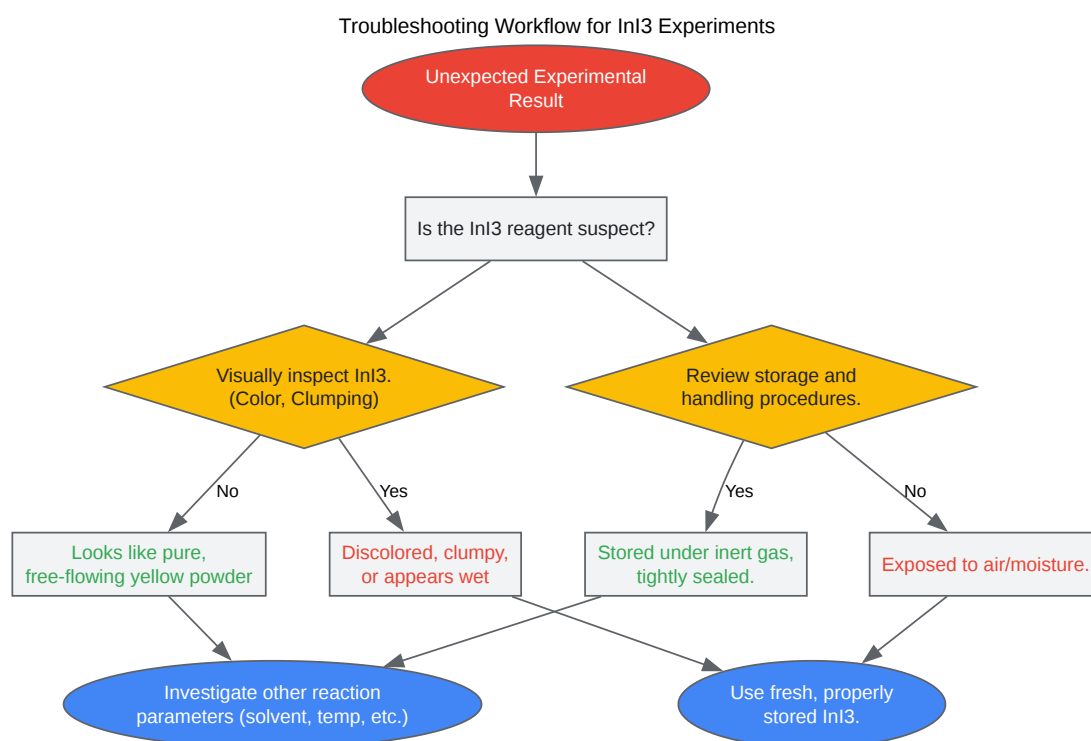 Troubleshooting Workflow for InI3 Experiments
Unexpected Experimental
Result
Is the InI3 reagent suspect?
Visually inspect InI3.
(Color, Clumping)
Review storage and
handling procedures.
No
Yes
Yes
No
Looks like pure,
free-flowing yellow powder
Discolored, clumpy,
or appears wet
Stored under inert gas,
tightly sealed.
Exposed to air/moisture.
Investigate other reaction
parameters (solvent, temp, etc.)
Use fresh, properly
stored InI3.